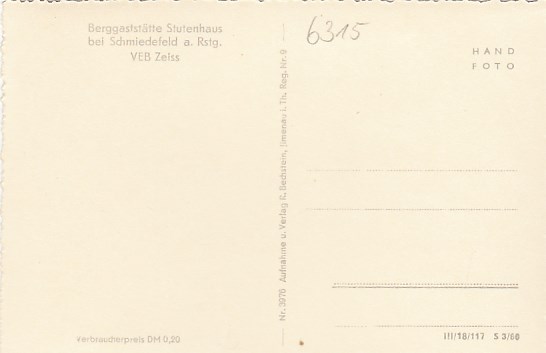 Berggaststätte Stutenhaus
bei Schmiedefeld a. Rstg.
VEB Zeiss
6315
HAND
FOTO
Nr. 3976 Aufnahme u. Verlag R. Bechstein, Ilmenau i. Th. Reg. Nr. 9
Verbraucherpreis DM 0,20
III/18/117 S 3/60